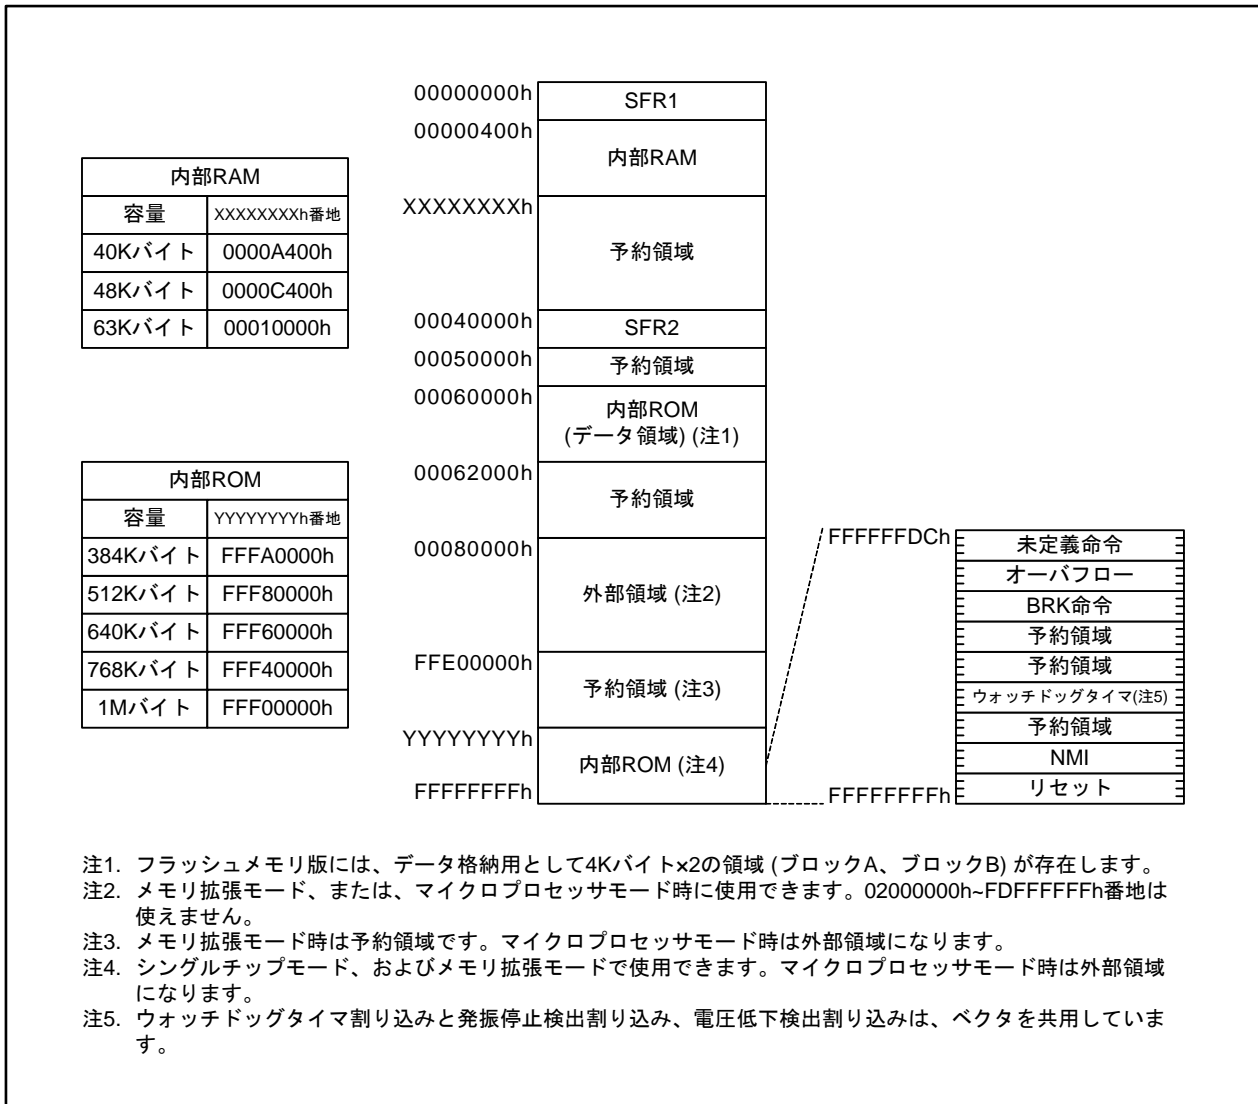 00000000h
SFR1
00000400h
内部RAM
XXXXXXXXh
予約領域
00040000h
SFR2
00050000h
予約領域
00060000h
内部ROM
(データ領域) (注1)
00062000h
予約領域
00080000h
外部領域 (注2)
FFE00000h
予約領域 (注3)
YYYYYYYYh
内部ROM (注4)
FFFFFFFFh
内部RAM
容量 XXXXXXXXh番地
40Kバイト 0000A400h
48Kバイト 0000C400h
63Kバイト 00010000h
内部ROM
容量 YYYYYYYYh番地
384Kバイト FFFA0000h
512Kバイト FFF80000h
640Kバイト FFF60000h
768Kバイト FFF40000h
1Mバイト FFF00000h
FFFFFFDCh
未定義命令
オーバフロー
BRK命令
予約領域
予約領域
ウォッチドッグタイマ(注5)
予約領域
NMI
リセット
FFFFFFFFh
注1. フラッシュメモリ版には、データ格納用として4Kバイト×2の領域 (ブロックA、ブロックB) が存在します。
注2. メモリ拡張モード、または、マイクロプロセッサモード時に使用できます。02000000h~FDFFFFFFh番地は
使えません。
注3. メモリ拡張モード時は予約領域です。マイクロプロセッサモード時は外部領域になります。
注4. シングルチップモード、およびメモリ拡張モードで使用できます。マイクロプロセッサモード時は外部領域
になります。
注5. ウォッチドッグタイマ割り込みと発振停止検出割り込み、電圧低下検出割り込みは、ベクタを共用していま
す。